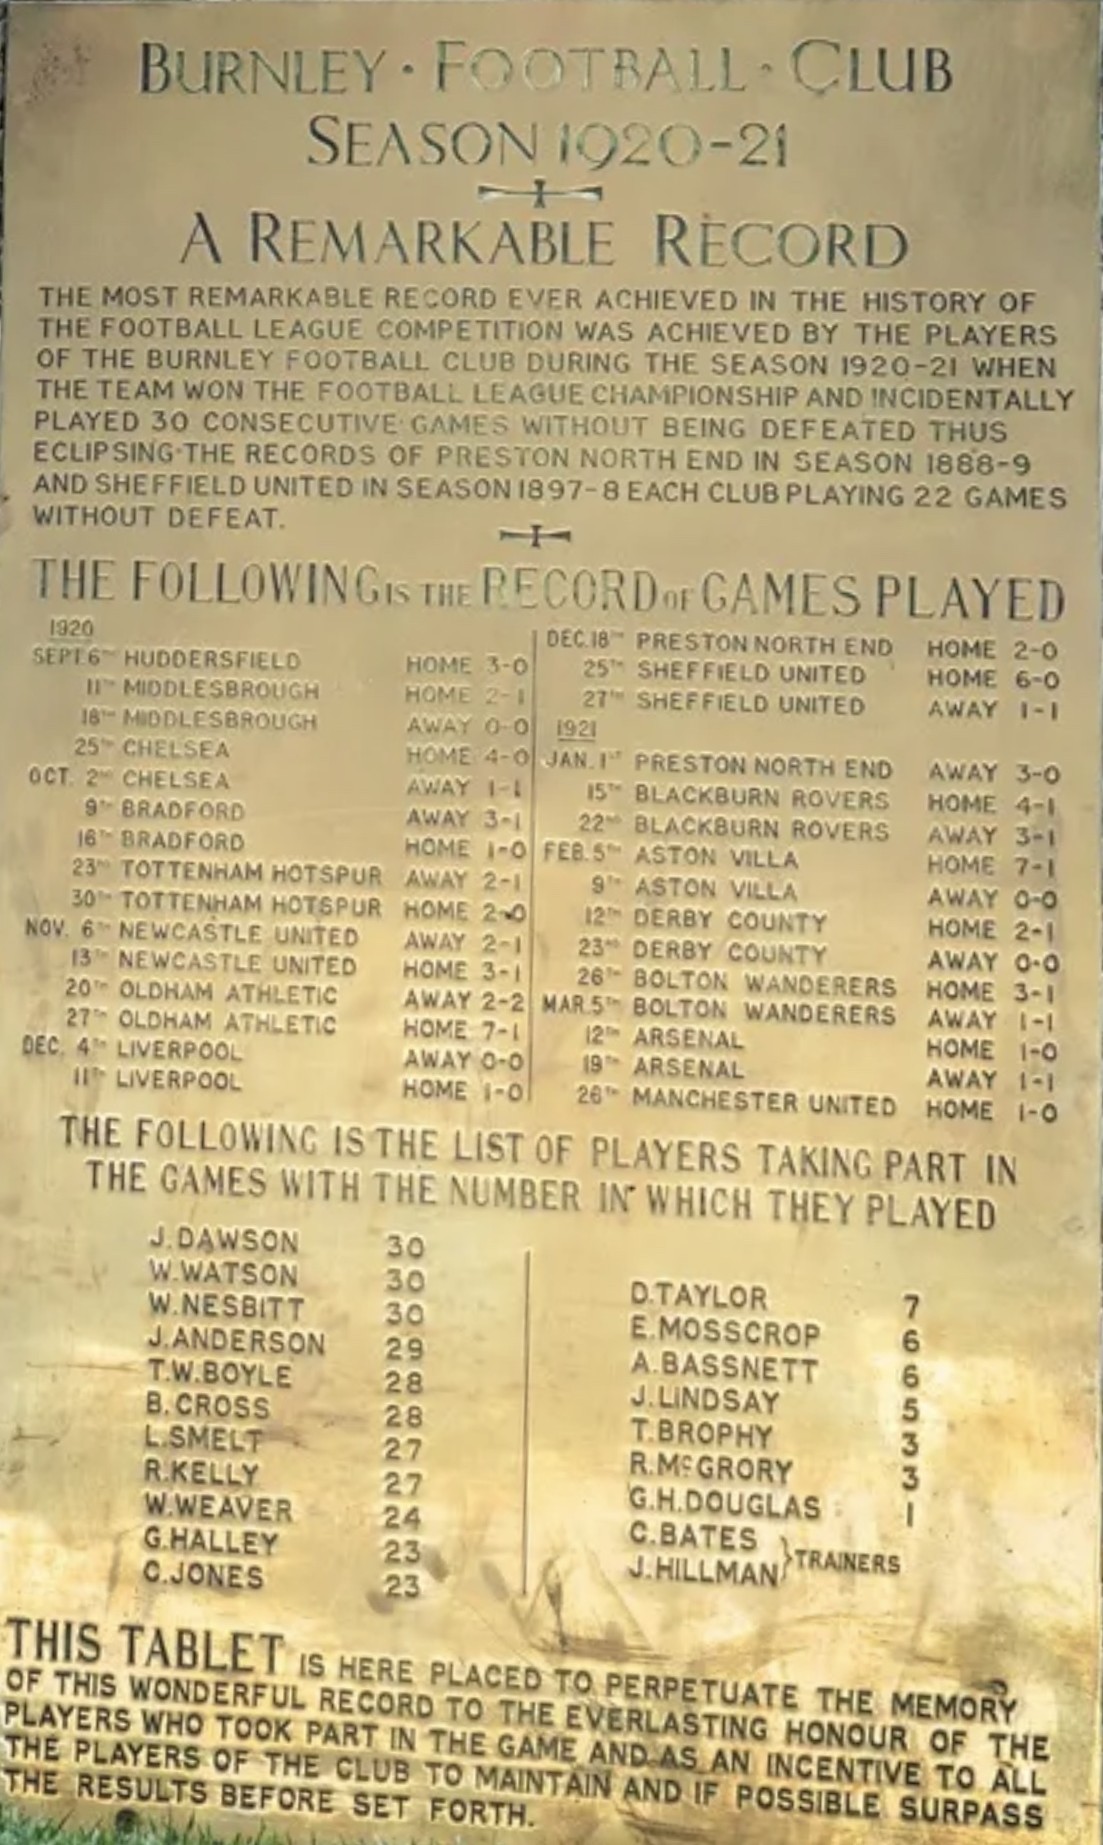 BURNLEY · FOOTBALL · CLUB
SEASON 1920-21
A REMARKABLE RECORD
THE MOST REMARKABLE RECORD EVER ACHIEVED IN THE HISTORY OF
THE FOOTBALL LEAGUE COMPETITION WAS ACHIEVED BY THE PLAYERS
OF THE BURNLEY FOOTBALL CLUB DURING THE SEASON 1920-21 WHEN
THE TEAM WON THE FOOTBALL LEAGUE CHAMPIONSHIP AND INCIDENTALLY
PLAYED 30 CONSECUTIVE GAMES WITHOUT BEING DEFEATED THUS
ECLIPSING THE RECORDS OF PRESTON NORTH END IN SEASON 1888-9
AND SHEFFIELD UNITED IN SEASON 1897-8 EACH CLUB PLAYING 22 GAMES
WITHOUT DEFEAT.
THE FOLLOWING IS THE RECORD OF GAMES PLAYED
1920
SEPT. 6TH HUDDERSFIELD HOME 3-0
11TH MIDDLESBROUGH HOME 2-1
18TH MIDDLESBROUGH AWAY 0-0
25TH CHELSEA HOME 4-0
OCT. 2ND CHELSEA AWAY 1-1
9TH BRADFORD AWAY 3-1
16TH BRADFORD HOME 1-0
23RD TOTTENHAM HOTSPUR AWAY 2-1
30TH TOTTENHAM HOTSPUR HOME 2-0
NOV. 6TH NEWCASTLE UNITED AWAY 2-1
13TH NEWCASTLE UNITED HOME 3-1
20TH OLDHAM ATHLETIC AWAY 2-2
27TH OLDHAM ATHLETIC HOME 7-1
DEC. 4TH LIVERPOOL AWAY 0-0
11TH LIVERPOOL HOME 1-0
DEC. 18TH PRESTON NORTH END HOME 2-0
25TH SHEFFIELD UNITED HOME 6-0
27TH SHEFFIELD UNITED AWAY 1-1
1921
JAN. 1ST PRESTON NORTH END AWAY 3-0
15TH BLACKBURN ROVERS HOME 4-1
22ND BLACKBURN ROVERS AWAY 3-1
FEB. 5TH ASTON VILLA HOME 7-1
9TH ASTON VILLA AWAY 0-0
12TH DERBY COUNTY HOME 2-1
23RD DERBY COUNTY AWAY 0-0
26TH BOLTON WANDERERS HOME 3-1
MAR. 5TH BOLTON WANDERERS AWAY 1-1
12TH ARSENAL HOME 1-0
19TH ARSENAL AWAY 1-1
26TH MANCHESTER UNITED HOME 1-0
THE FOLLOWING IS THE LIST OF PLAYERS TAKING PART IN
THE GAMES WITH THE NUMBER IN WHICH THEY PLAYED
J. DAWSON 30
W. WATSON 30
W. NESBITT 30
J. ANDERSON 29
T.W. BOYLE 28
B. CROSS 28
L. SMELT 27
R. KELLY 27
W. WEAVER 24
G. HALLEY 23
C. JONES 23
D. TAYLOR 7
E. MOSSCROP 6
A. BASSNETT 6
J. LINDSAY 5
T. BROPHY 3
R. McGRORY 3
G.H. DOUGLAS 1
C. BATES
J. HILLMAN } TRAINERS
THIS TABLET IS HERE PLACED TO PERPETUATE THE MEMORY
OF THIS WONDERFUL RECORD TO THE EVERLASTING HONOUR OF THE
PLAYERS WHO TOOK PART IN THE GAME AND AS AN INCENTIVE TO ALL
THE PLAYERS OF THE CLUB TO MAINTAIN AND IF POSSIBLE SURPASS
THE RESULTS BEFORE SET FORTH.